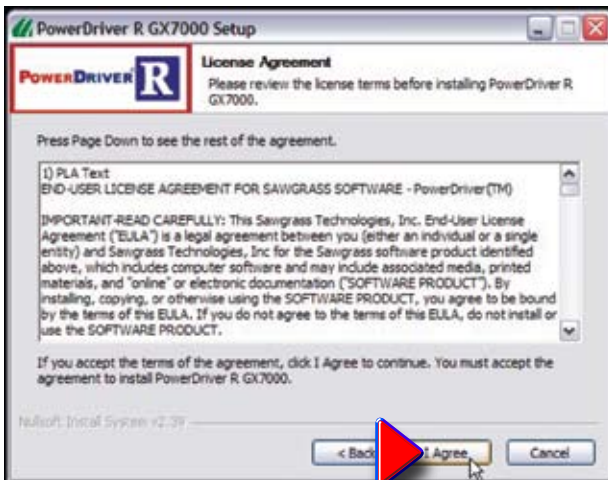 PowerDriver R GX7000 Setup
POWERDRIVER R
License Agreement
Please review the license terms before installing PowerDriver R
GX7000.
Press Page Down to see the rest of the agreement.
1) PLA Text
END-USER LICENSE AGREEMENT FOR SAWGRASS SOFTWARE - PowerDriver(TM)
IMPORTANT-READ CAREFULLY: This Sawgrass Technologies, Inc. End-User License
Agreement ("EULA") is a legal agreement between you (either an individual or a single
entity) and Sawgrass Technologies, Inc for the Sawgrass software product identified
above, which includes computer software and may include associated media, printed
materials, and "online" or electronic documentation ("SOFTWARE PRODUCT"). By
installing, copying, or otherwise using the SOFTWARE PRODUCT, you agree to be bound
by the terms of this EULA. If you do not agree to the terms of this EULA, do not install or
use the SOFTWARE PRODUCT.
If you accept the terms of the agreement, click I Agree to continue. You must accept the
agreement to install PowerDriver R GX7000.
Nullsoft Install System v2.39
< Back
I Agree
Cancel